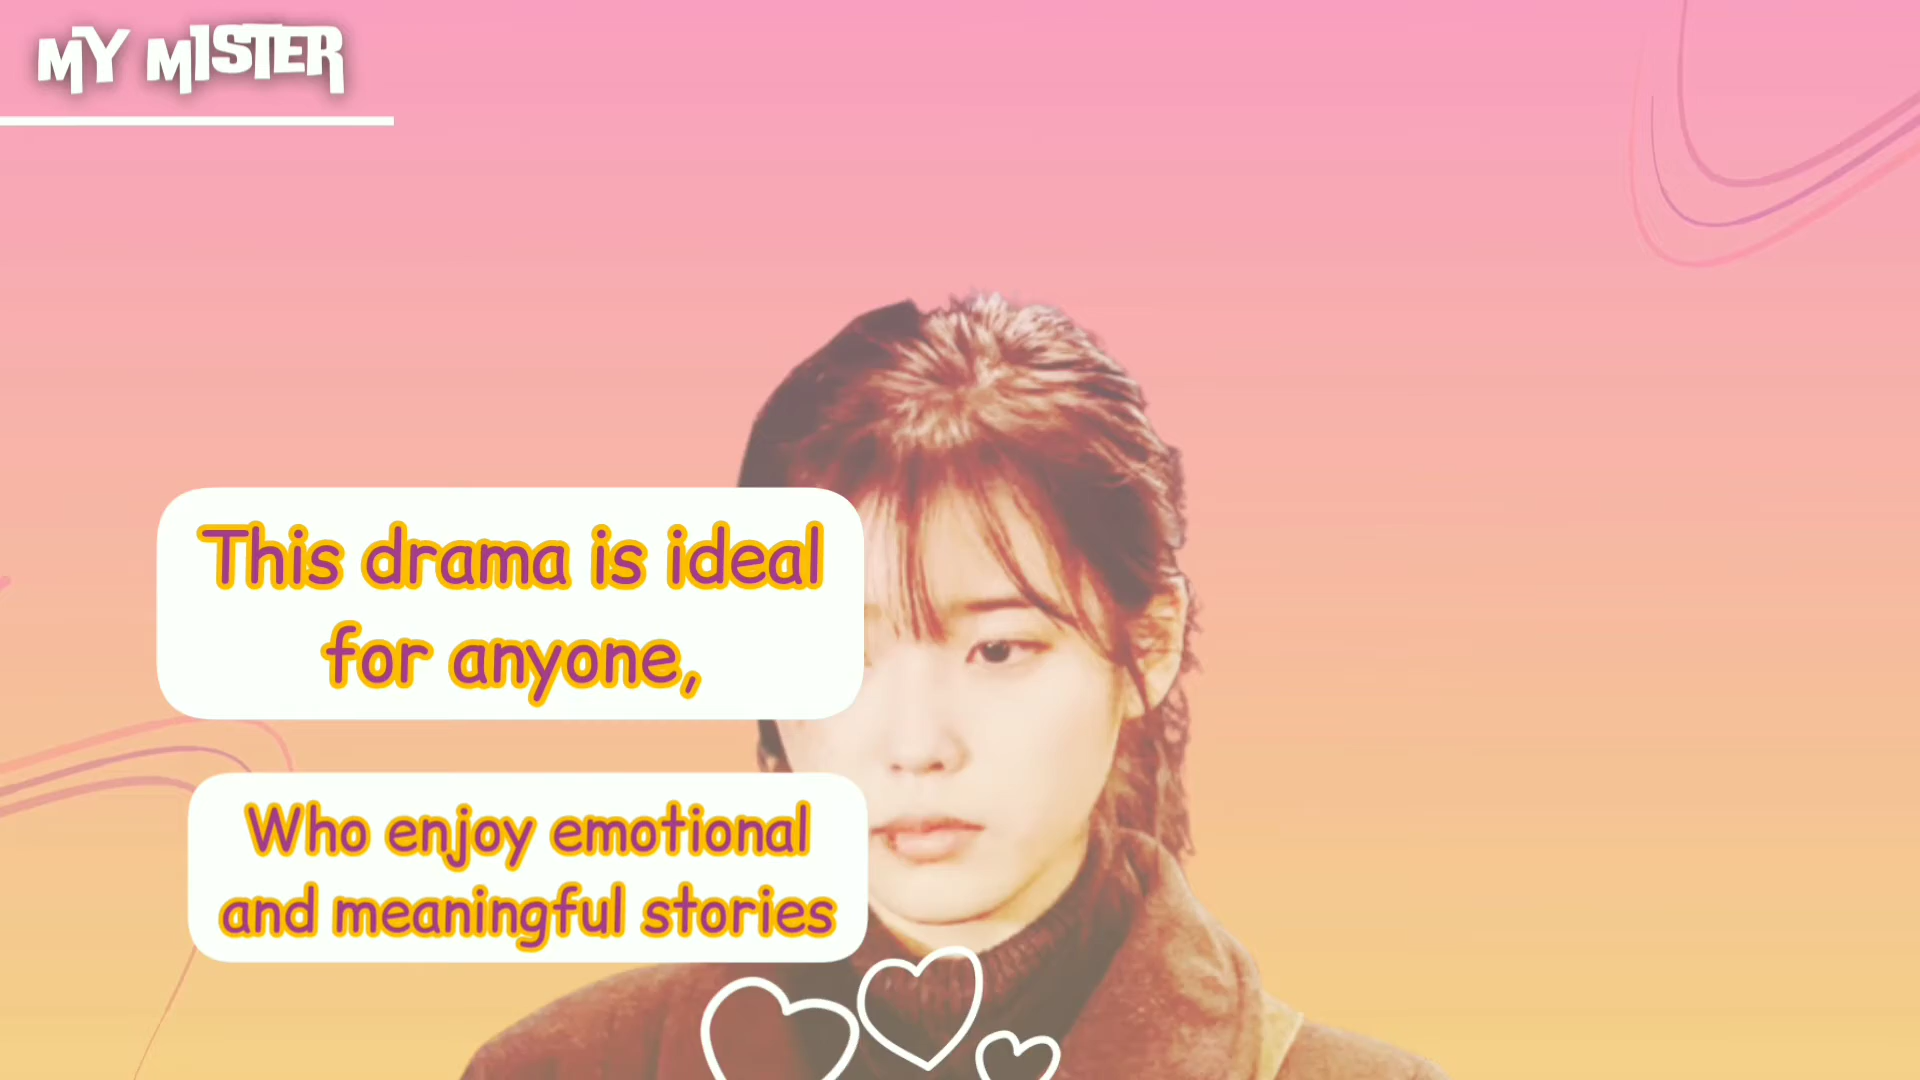 MY MISTER
This drama is ideal
for anyone,
Who enjoy emotional
and meaningful stories